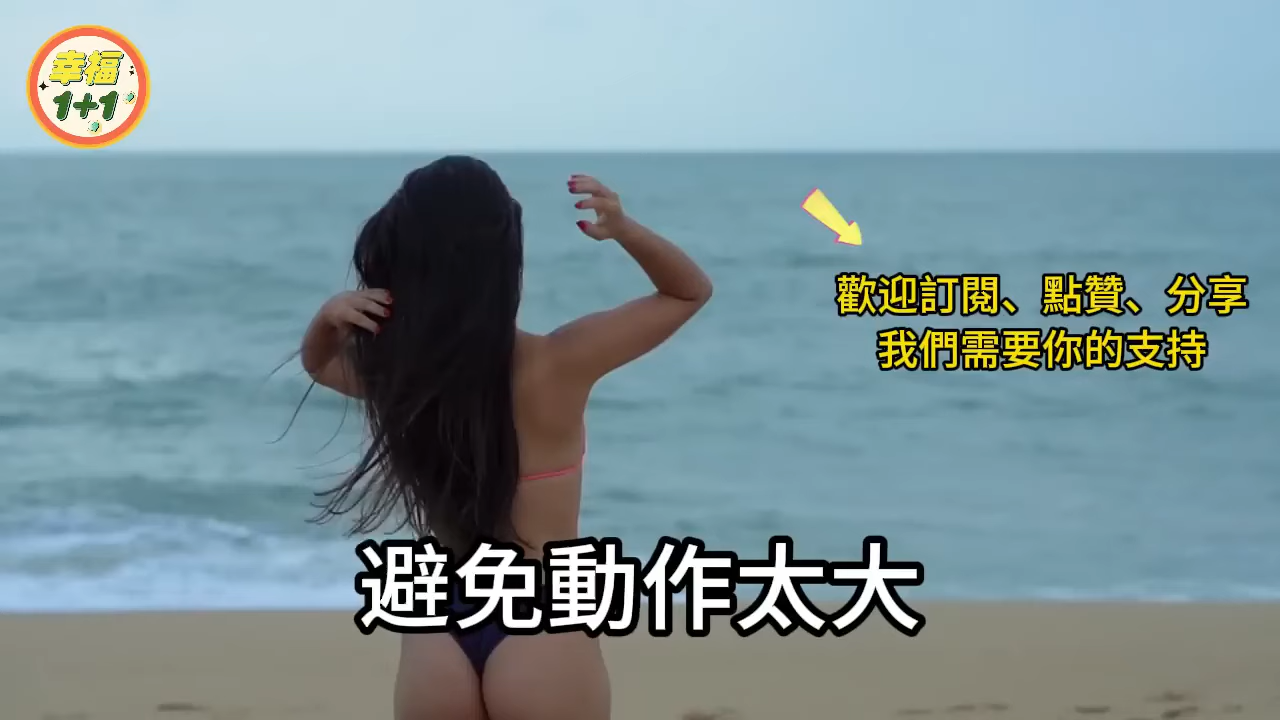 幸福
1+1
歡迎訂閱、點贊、分享
我們需要你的支持
避免動作太大